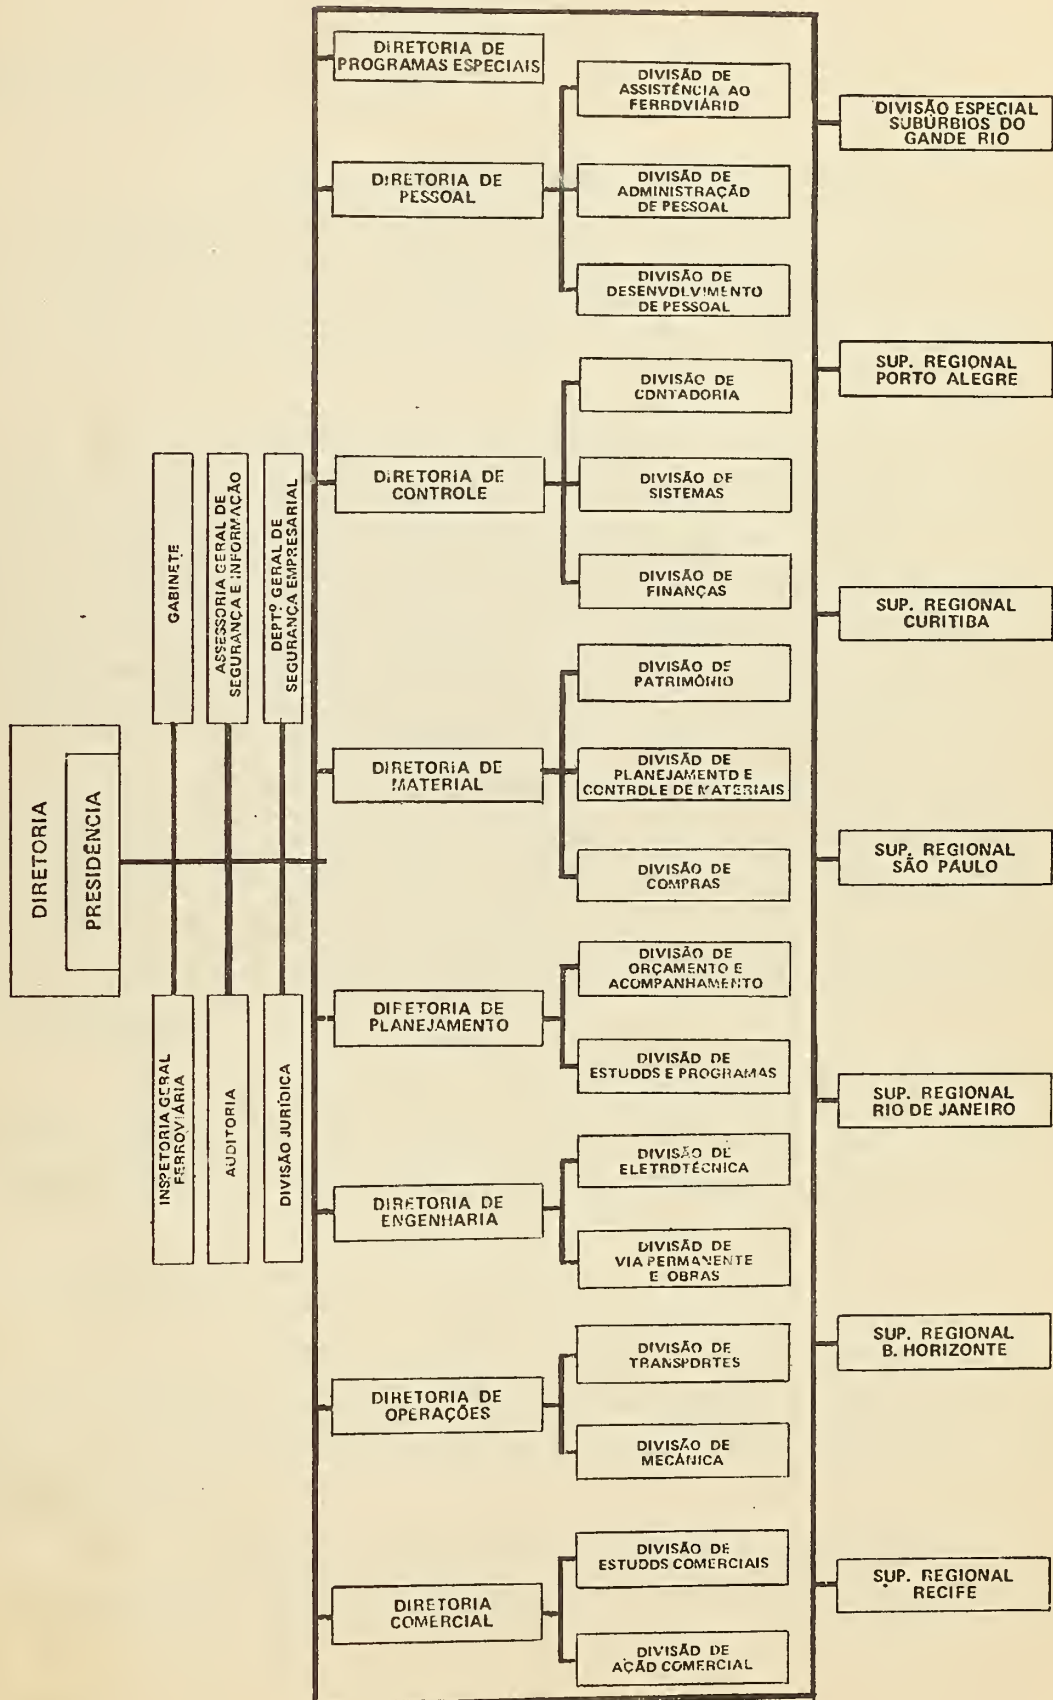 DIRETORIA
PRESIDÊNCIA
GABINETE
ASSESSORIA GERAL DE
SEGURANÇA E INFORMAÇÃO
DEPTº. GERAL DE
SEGURANÇA EMPRESARIAL
INSPETORIA GERAL
FERROVIÁRIA
AUDITORIA
DIVISÃO JURÍDICA
DIRETORIA DE
PROGRAMAS ESPECIAIS
DIRETORIA DE
PESSOAL
DIVISÃO DE
ASSISTÊNCIA AO
FERROVIÁRIO
DIVISÃO DE
ADMINISTRAÇÃO
DE PESSOAL
DIVISÃO DE
DESENVOLVIMENTO
DE PESSOAL
DIRETORIA DE
CONTROLE
DIVISÃO DE
CONTADORIA
DIVISÃO DE
SISTEMAS
DIVISÃO DE
FINANÇAS
DIRETORIA DE
MATERIAL
DIVISÃO DE
PATRIMÔNIO
DIVISÃO DE
PLANEJAMENTO E
CONTROLE DE MATERIAIS
DIVISÃO DE
COMPRAS
DIRETORIA DE
PLANEJAMENTO
DIVISÃO DE
ORÇAMENTO E
ACOMPANHAMENTO
DIVISÃO DE
ESTUDOS E PROGRAMAS
DIRETORIA DE
ENGENHARIA
DIVISÃO DE
ELETROTÉCNICA
DIVISÃO DE
VIA PERMANENTE
E OBRAS
DIRETORIA DE
OPERAÇÕES
DIVISÃO DE
TRANSPORTES
DIVISÃO DE
MECÂNICA
DIRETORIA
COMERCIAL
DIVISÃO DE
ESTUDOS COMERCIAIS
DIVISÃO DE
AÇÃO COMERCIAL
DIVISÃO ESPECIAL
SUBÚRBIOS DO
GANDE RIO
SUP. REGIONAL
PORTO ALEGRE
SUP. REGIONAL
CURITIBA
SUP. REGIONAL
SÃO PAULO
SUP. REGIONAL
RIO DE JANEIRO
SUP. REGIONAL
B. HORIZONTE
SUP. REGIONAL
RECIFE